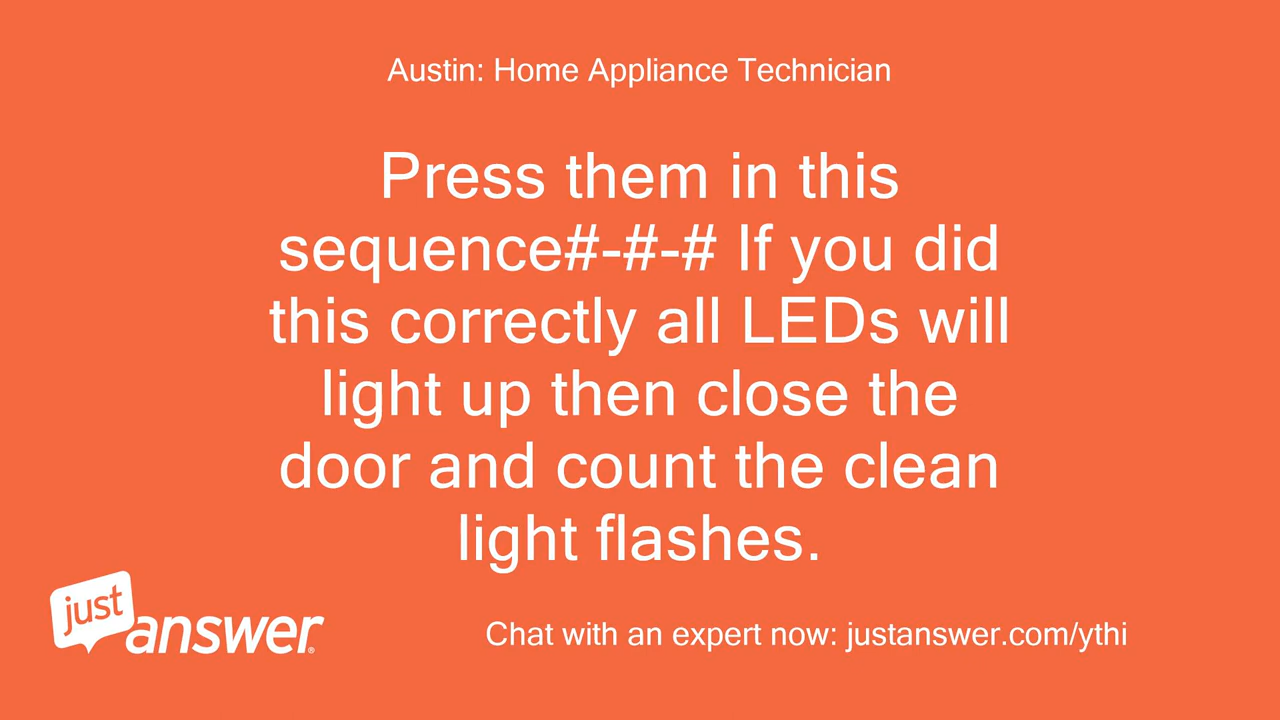 Austin: Home Appliance Technician
Press them in this
sequence#-#-# If you did
this correctly all LEDs will
light up then close the
door and count the clean
light flashes.
just
answer®
Chat with an expert now: justanswer.com/ythi